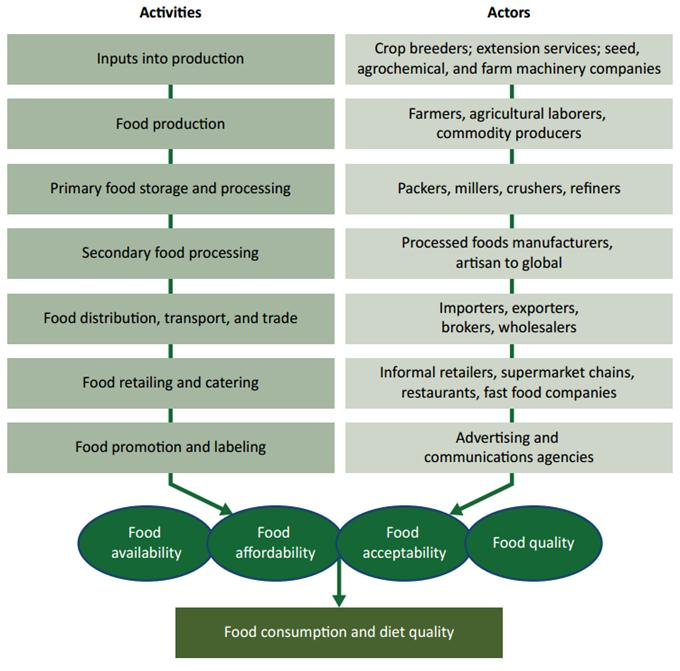 Activities
Actors
Inputs into production
Crop breeders; extension services; seed,
agrochemical, and farm machinery companies
Food production
Farmers, agricultural laborers,
commodity producers
Primary food storage and processing
Packers, millers, crushers, refiners
Secondary food processing
Processed foods manufacturers,
artisan to global
Food distribution, transport, and trade
Importers, exporters,
brokers, wholesalers
Food retailing and catering
Informal retailers, supermarket chains,
restaurants, fast food companies
Food promotion and labeling
Advertising and
communications agencies
Food
availability
Food
affordability
Food
acceptability
Food quality
Food consumption and diet quality